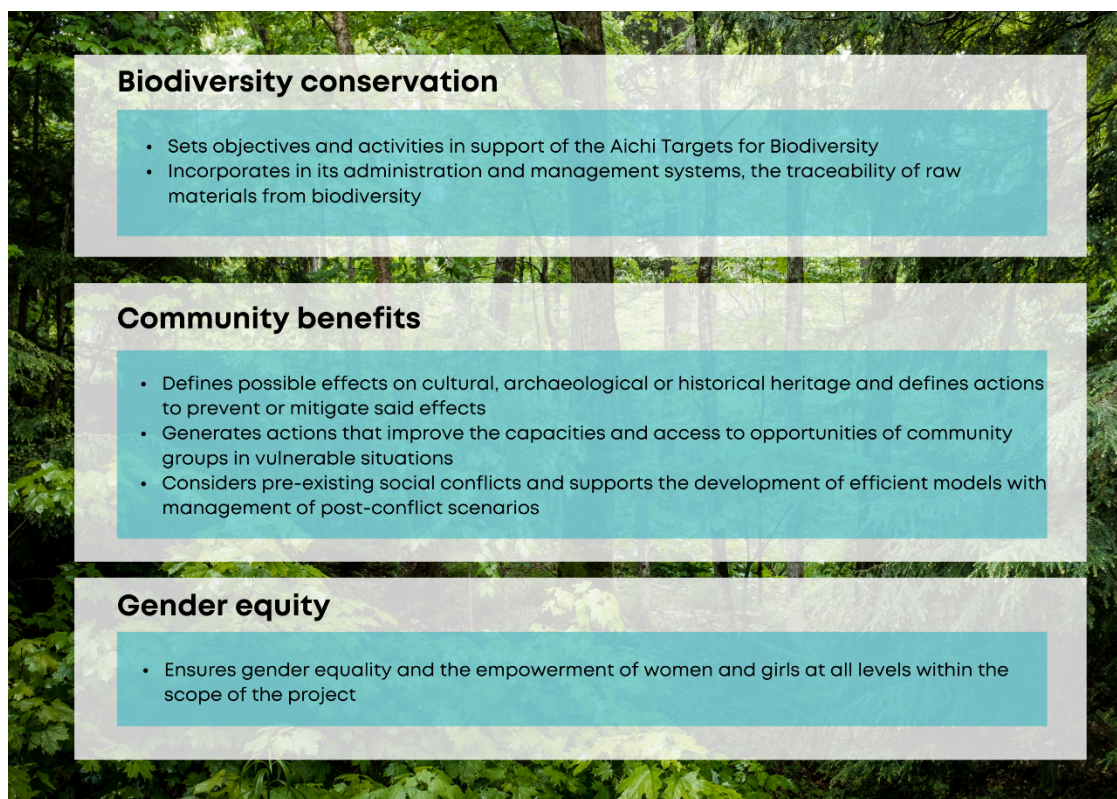 Biodiversity conservation
• Sets objectives and activities in support of the Aichi Targets for Biodiversity
• Incorporates in its administration and management systems, the traceability of raw
materials from biodiversity
Community benefits
• Defines possible effects on cultural, archaeological or historical heritage and defines actions
to prevent or mitigate said effects
• Generates actions that improve the capacities and access to opportunities of community
groups in vulnerable situations
• Considers pre-existing social conflicts and supports the development of efficient models with
management of post-conflict scenarios
Gender equity
• Ensures gender equality and the empowerment of women and girls at all levels within the
scope of the project